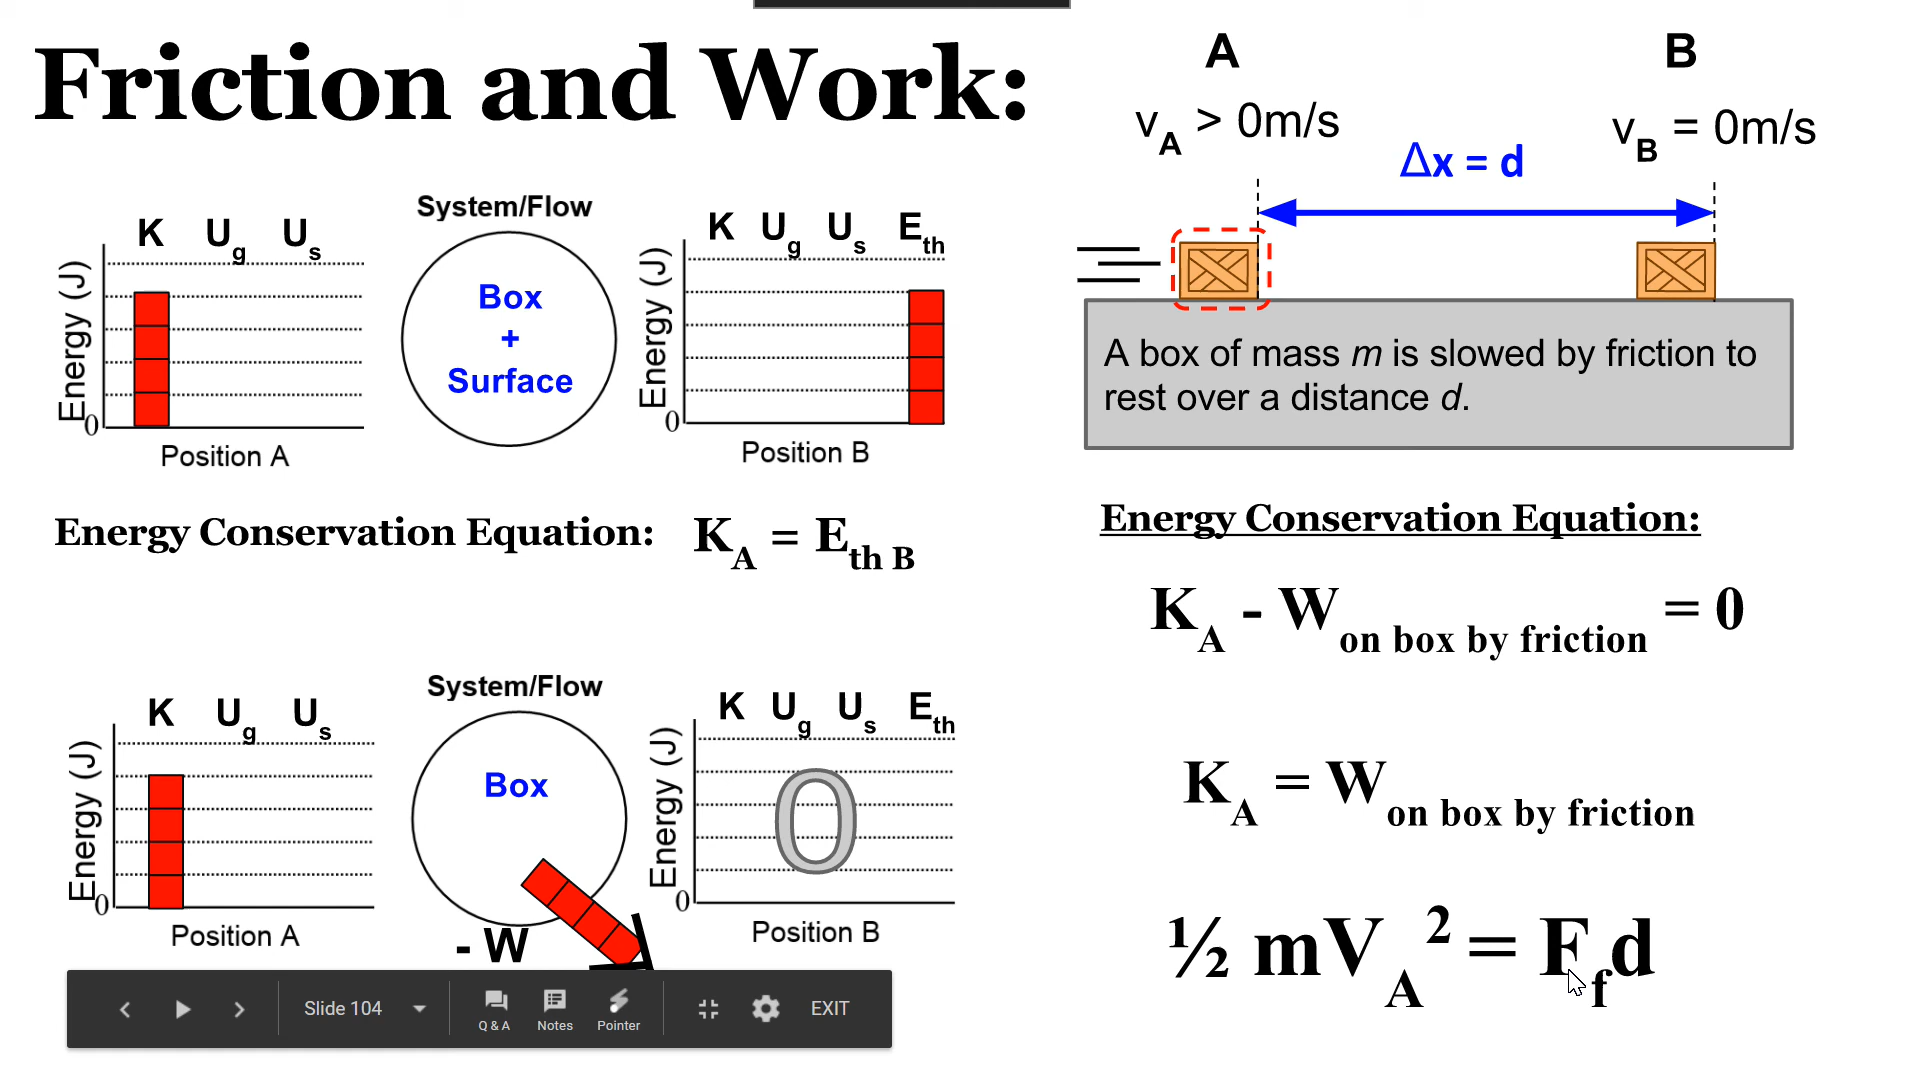 Friction and Work:
A
B
vA > 0m/s
vB = 0m/s
Δx = d
A box of mass m is slowed by friction to
rest over a distance d.
System/Flow
K Ug Us
Energy (J)
0
Position A
Box
+
Surface
K Ug Us Eth
Energy (J)
0
Position B
Energy Conservation Equation: KA = Eth B
System/Flow
K Ug Us
Energy (J)
0
Position A
Box
- W
K Ug Us Eth
Energy (J)
0
0
Position B
Energy Conservation Equation:
KA - Won box by friction = 0
KA = Won box by friction
½ mVA² = Ffd
Slide 104
Q & A
Notes
Pointer
EXIT